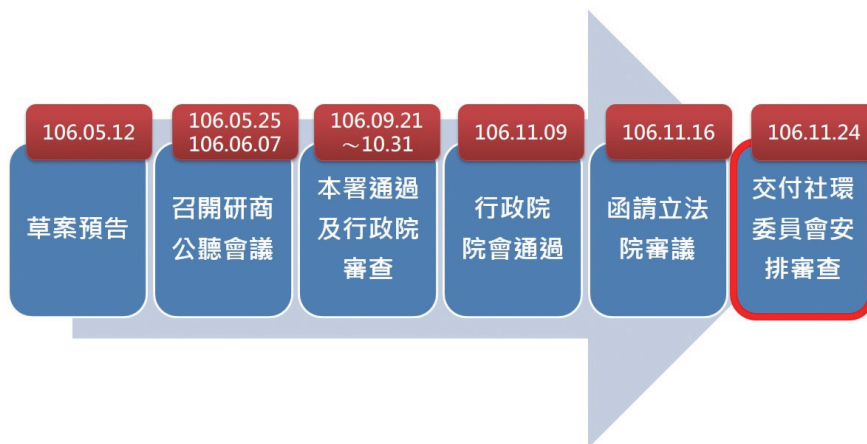 106.05.12
草案預告
106.05.25
106.06.07
召開研商
公聽會議
106.09.21
～10.31
本署通過
及行政院
審查
106.11.09
行政院
院會通過
106.11.16
函請立法
院審議
106.11.24
交付社環
委員會安
排審查